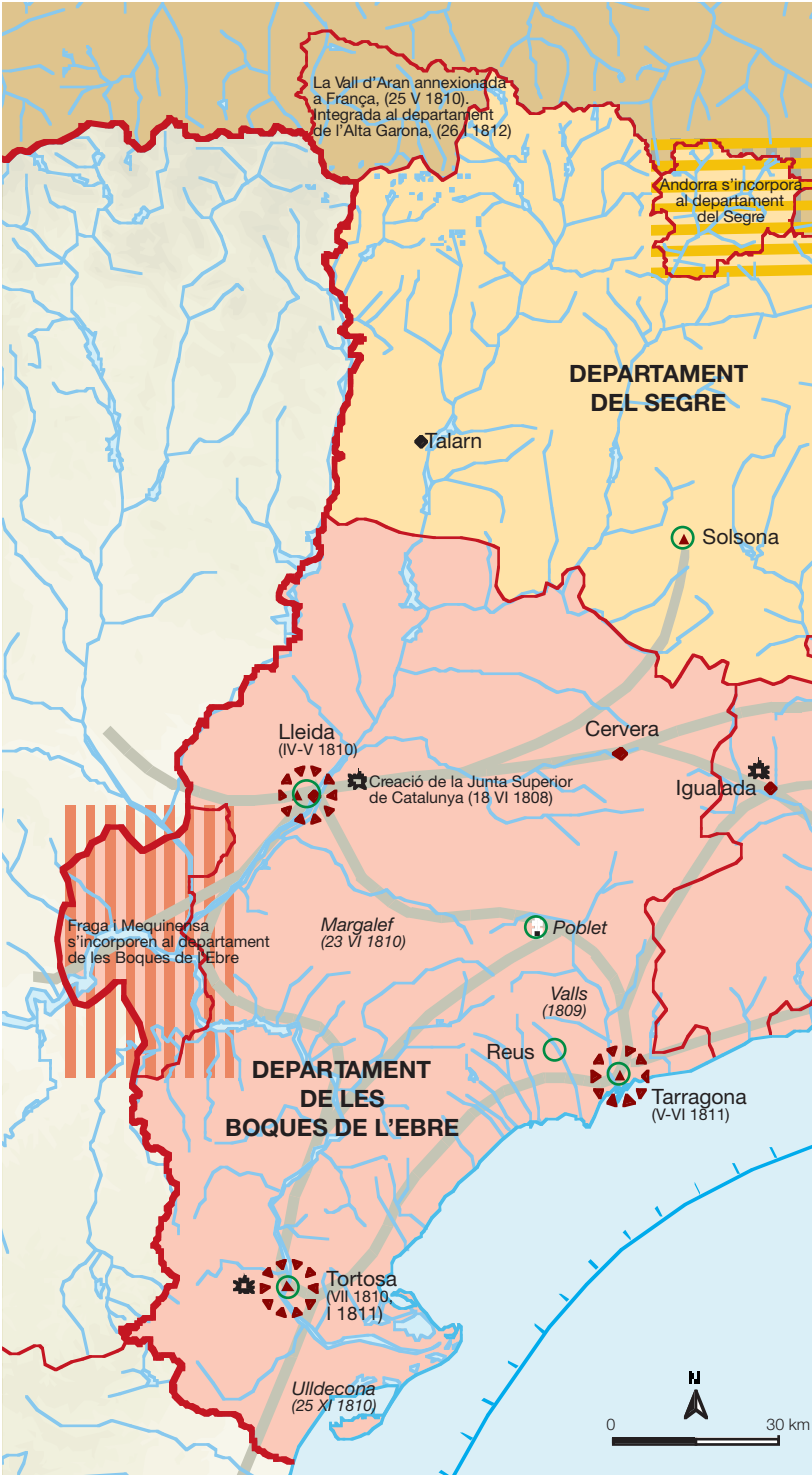 La Vall d'Aran annexionada
a França, (25 V 1810).
Integrada al departament
de l'Alta Garona, (26 I 1812)
Andorra s'incorpora
al departament
del Segre
DEPARTAMENT
DEL SEGRE
Talarn
Solsona
Lleida
(IV-V 1810)
Cervera
Creació de la Junta Superior
de Catalunya (18 VI 1808)
Igualada
Fraga i Mequinensa
s'incorporen al departament
de les Boques de l'Ebre
Margalef
(23 VI 1810)
Poblet
Valls
(1809)
Reus
DEPARTAMENT
DE LES
BOQUES DE L'EBRE
Tarragona
(V-VI 1811)
Tortosa
(VII 1810,
I 1811)
Ulldecona
(25 XI 1810)
N
0 30 km